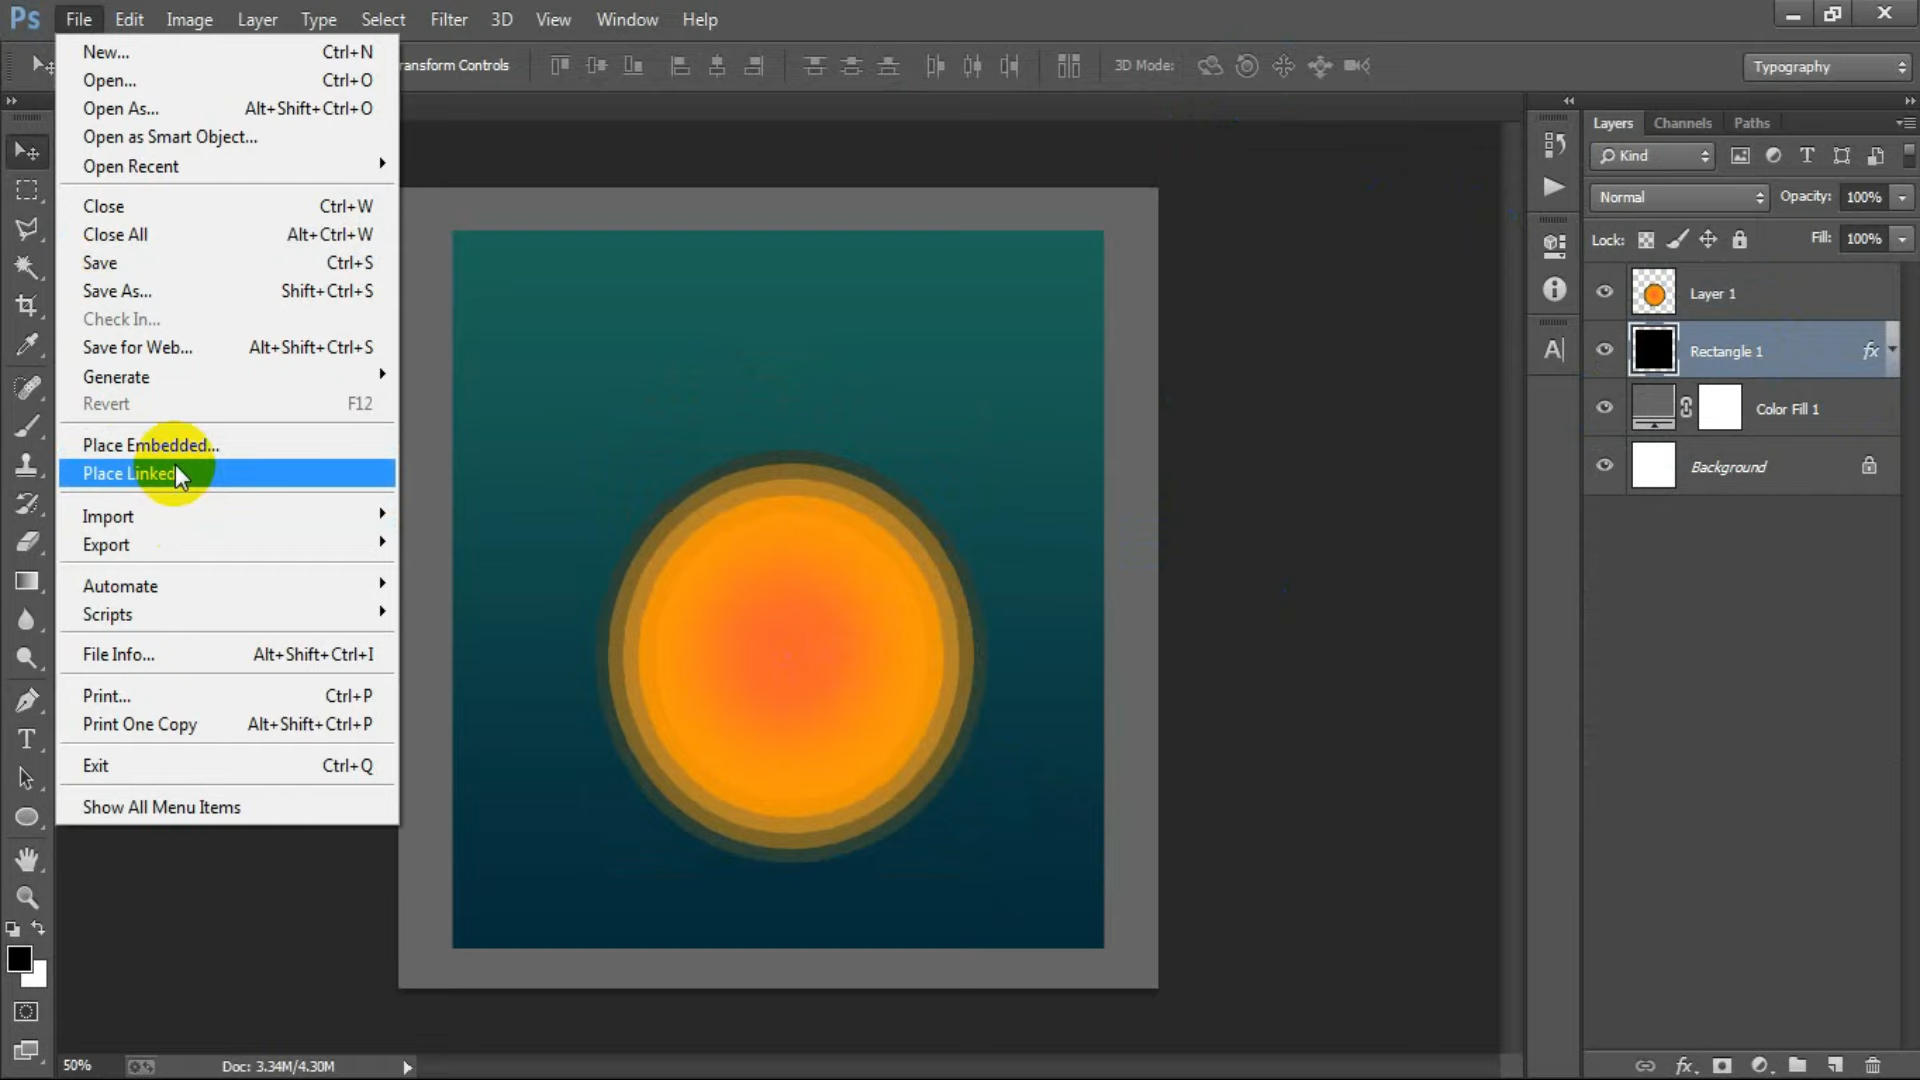 Ps File Edit Image Layer Type Select Filter 3D View Window Help
New... Ctrl+N
Open... Ctrl+O
Open As... Alt+Shift+Ctrl+O
Open as Smart Object...
Open Recent
Close Ctrl+W
Close All Alt+Ctrl+W
Save Ctrl+S
Save As... Shift+Ctrl+S
Check In...
Save for Web... Alt+Shift+Ctrl+S
Generate
Revert F12
Place Embedded...
Place Linked
Import
Export
Automate
Scripts
File Info... Alt+Shift+Ctrl+I
Print... Ctrl+P
Print One Copy Alt+Shift+Ctrl+P
Exit Ctrl+Q
Show All Menu Items
ransform Controls 3D Mode: Typography
Layers Channels Paths
Kind
Normal Opacity: 100%
Lock: Fill: 100%
Layer 1
Rectangle 1 fx
Color Fill 1
Background
50% Doc: 3.34M/4.30M
fx